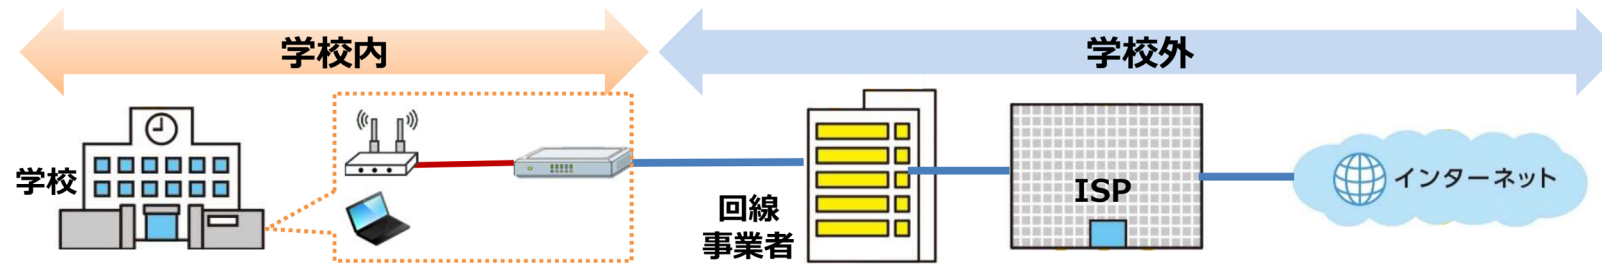 学校内
学校外
学校
回線
事業者
ISP
インターネット